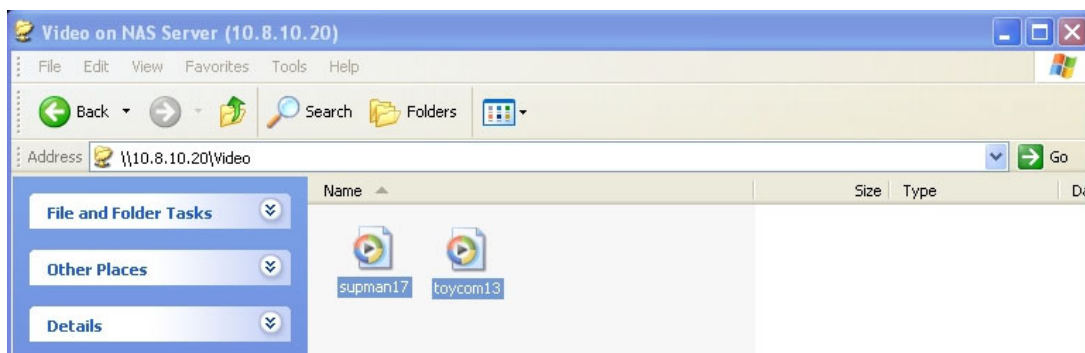 Video on NAS Server (10.8.10.20)
File Edit View Favorites Tools Help
Back Search Folders
Address \\10.8.10.20\Video Go
Name Size Type Da
File and Folder Tasks
Other Places
Details
supman17 toycom13